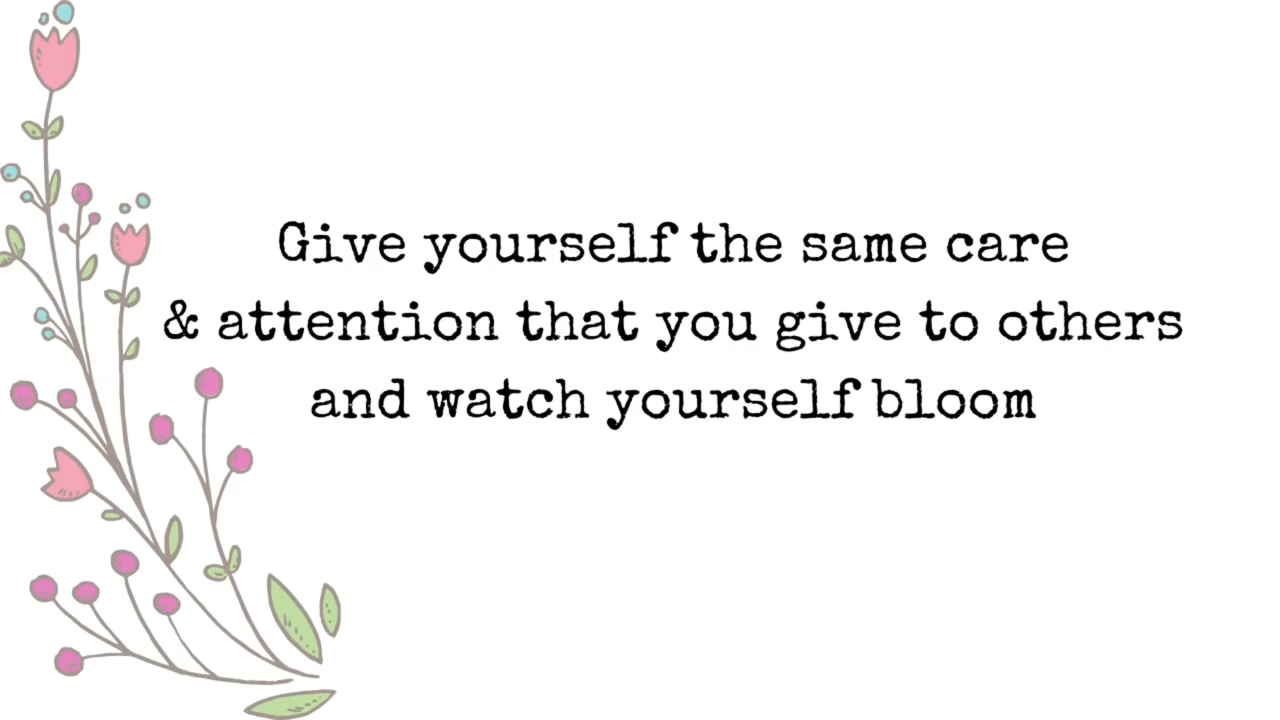 Give yourself the same care
& attention that you give to others
and watch yourself bloom